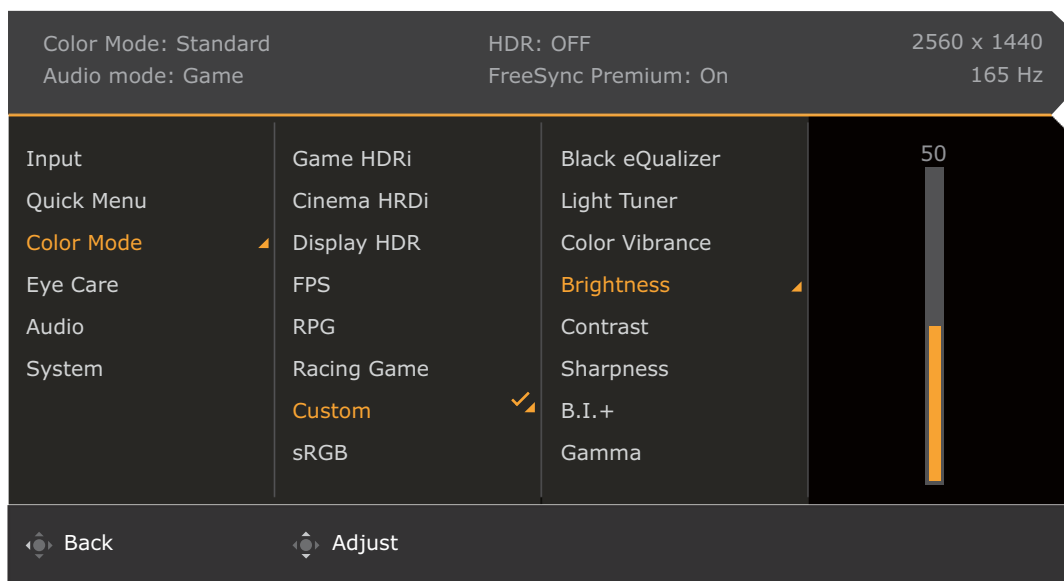 Color Mode: Standard
HDR: OFF
2560 x 1440
Audio mode: Game
FreeSync Premium: On
165 Hz
Input
Quick Menu
Color Mode
Eye Care
Audio
System
Game HDRi
Cinema HRDi
Display HDR
FPS
RPG
Racing Game
Custom
sRGB
Black eQualizer
Light Tuner
Color Vibrance
Brightness
Contrast
Sharpness
B.I.+
Gamma
50
Back
Adjust